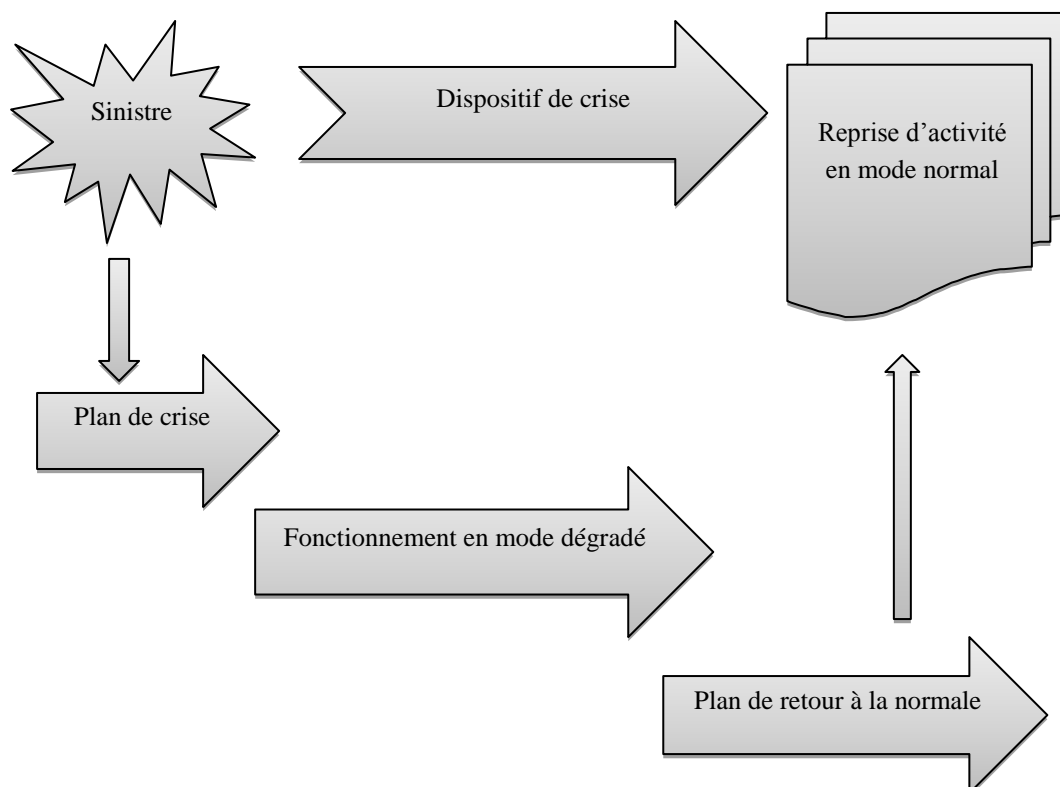 Sinistre
Dispositif de crise
Reprise d’activité
en mode normal
Plan de crise
Fonctionnement en mode dégradé
Plan de retour à la normale